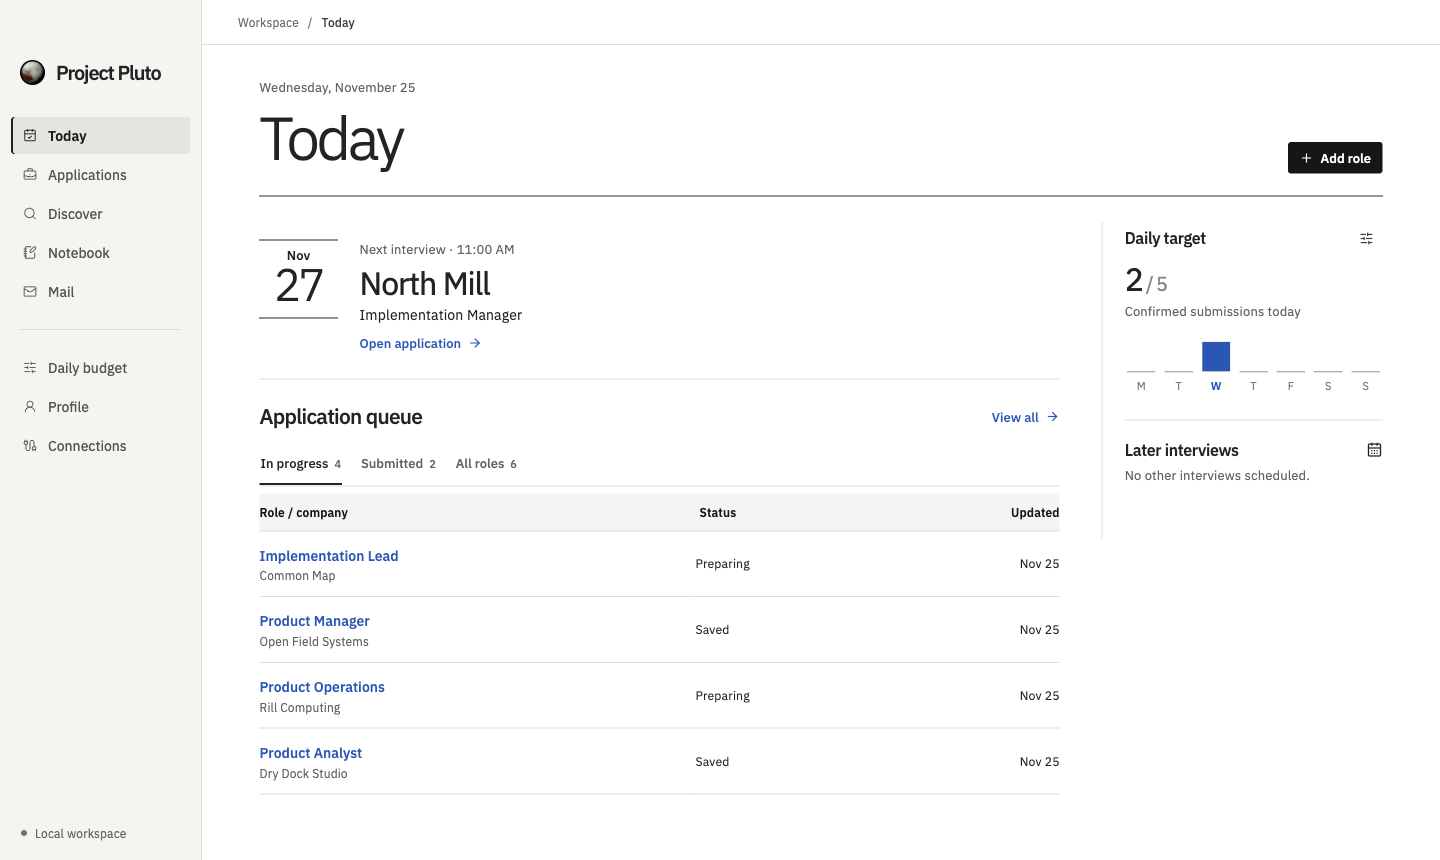 Workspace / Today
Project Pluto
Today
Applications
Discover
Notebook
Mail
Daily budget
Profile
Connections
Local workspace
Wednesday, November 25
Today
+ Add role
Nov
27
Next interview · 11:00 AM
North Mill
Implementation Manager
Open application →
Application queue
View all →
In progress 4 Submitted 2 All roles 6
Role / company Status Updated
Implementation Lead
Common Map
Preparing
Nov 25
Product Manager
Open Field Systems
Saved
Nov 25
Product Operations
Rill Computing
Preparing
Nov 25
Product Analyst
Dry Dock Studio
Saved
Nov 25
Daily target
2 / 5
Confirmed submissions today
M T W T F S S
Later interviews
No other interviews scheduled.